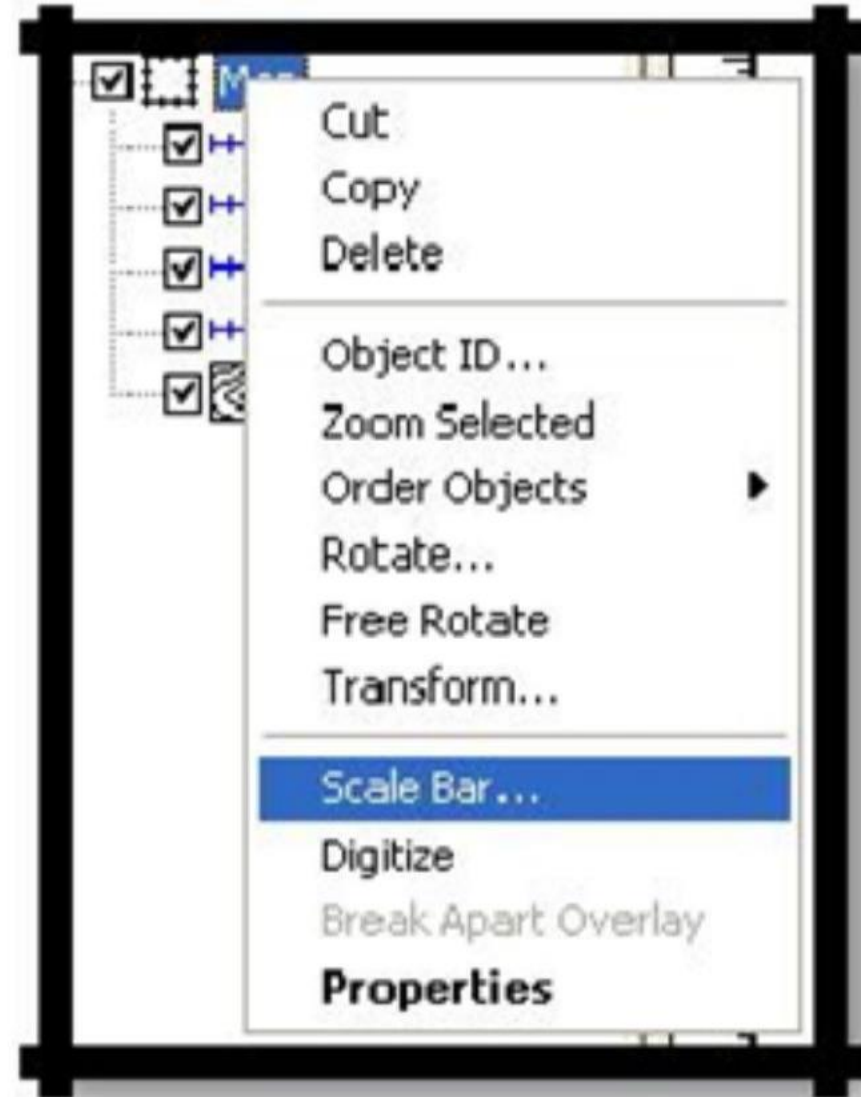 Cut
Copy
Delete
Object ID...
Zoom Selected
Order Objects
Rotate...
Free Rotate
Transform...
Scale Bar...
Digitize
Break Apart Overlay
Properties